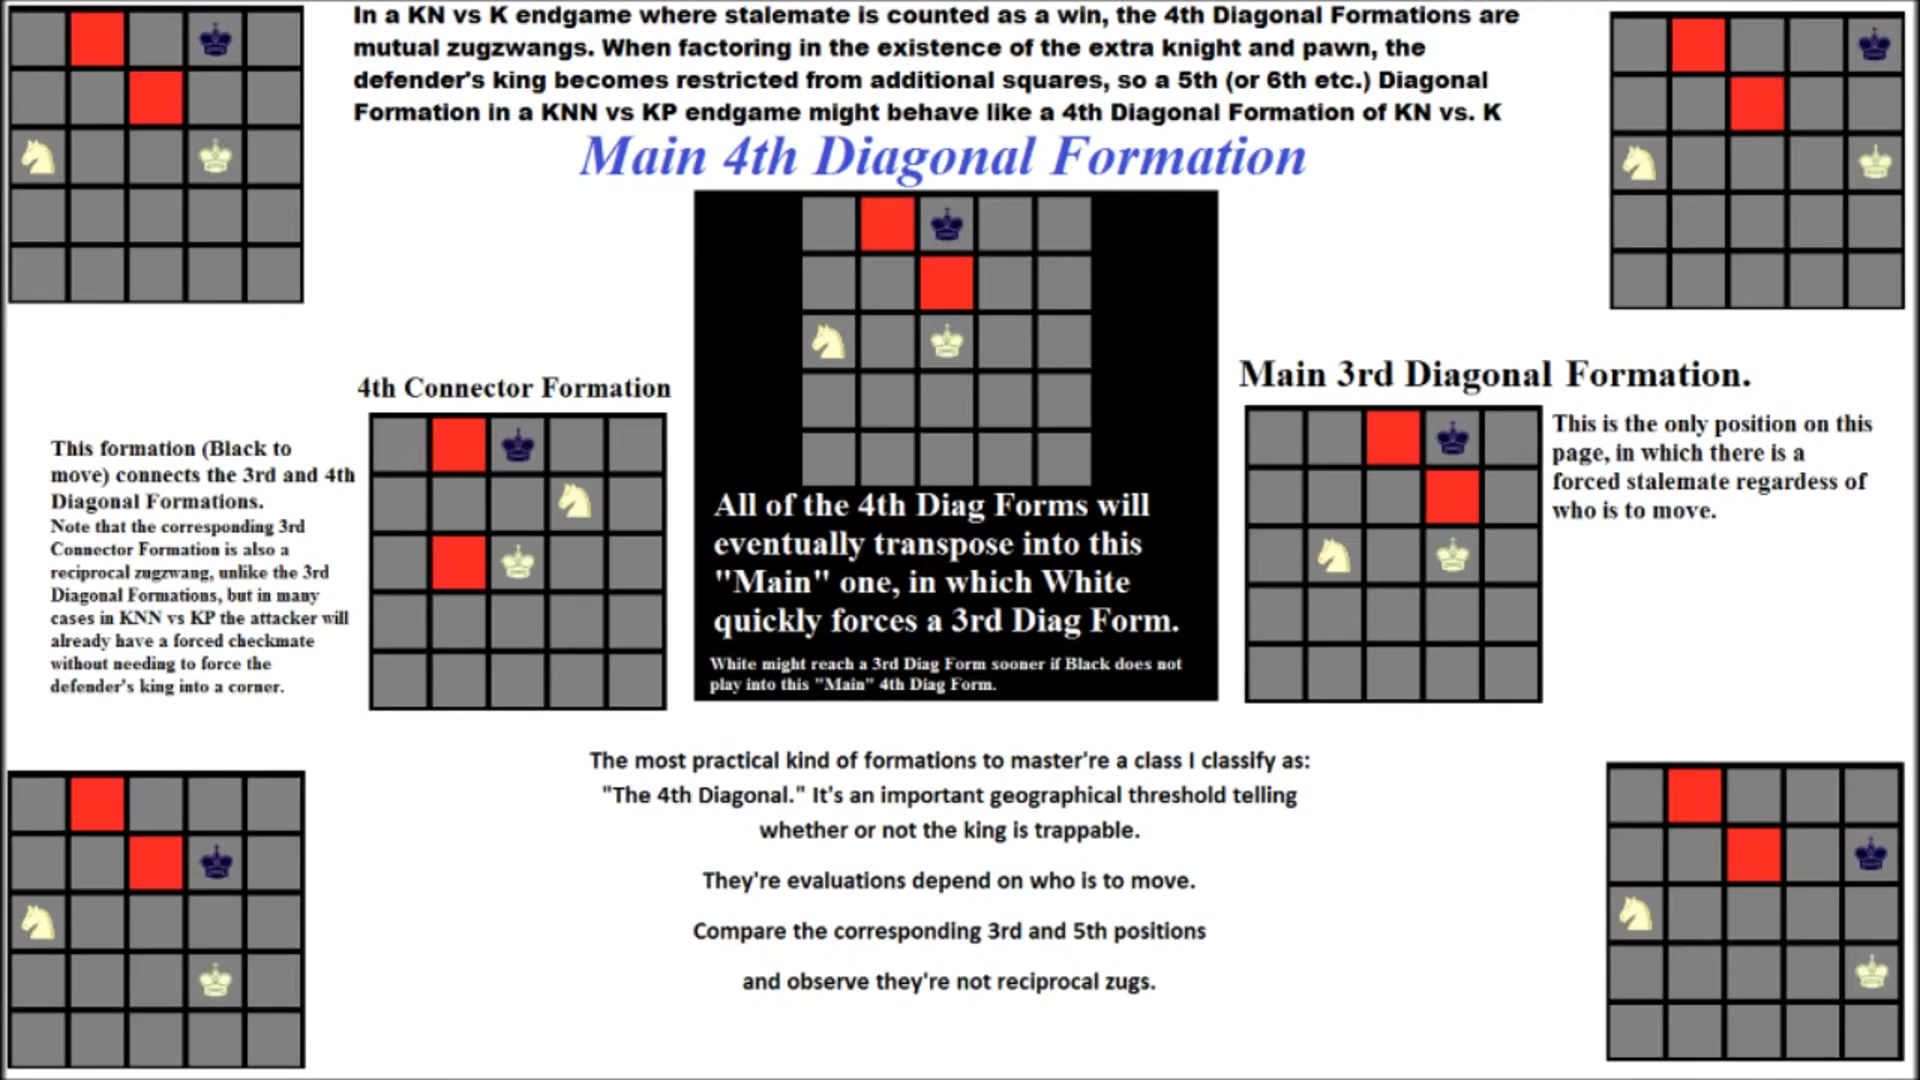 In a KN vs K endgame where stalemate is counted as a win, the 4th Diagonal Formations are
mutual zugzwangs. When factoring in the existence of the extra knight and pawn, the
defender's king becomes restricted from additional squares, so a 5th (or 6th etc.) Diagonal
Formation in a KNN vs KP endgame might behave like a 4th Diagonal Formation of KN vs. K
Main 4th Diagonal Formation
4th Connector Formation
This formation (Black to
move) connects the 3rd and 4th
Diagonal Formations.
Note that the corresponding 3rd
Connector Formation is also a
reciprocal zugzwang, unlike the 3rd
Diagonal Formations, but in many
cases in KNN vs KP the attacker will
already have a forced checkmate
without needing to force the
defender's king into a corner.
All of the 4th Diag Forms will
eventually transpose into this
"Main" one, in which White
quickly forces a 3rd Diag Form.
White might reach a 3rd Diag Form sooner if Black does not
play into this "Main" 4th Diag Form.
Main 3rd Diagonal Formation.
This is the only position on this
page, in which there is a
forced stalemate regardess of
who is to move.
The most practical kind of formations to master're a class I classify as:
"The 4th Diagonal." It's an important geographical threshold telling
whether or not the king is trappable.
They're evaluations depend on who is to move.
Compare the corresponding 3rd and 5th positions
and observe they're not reciprocal zugs.